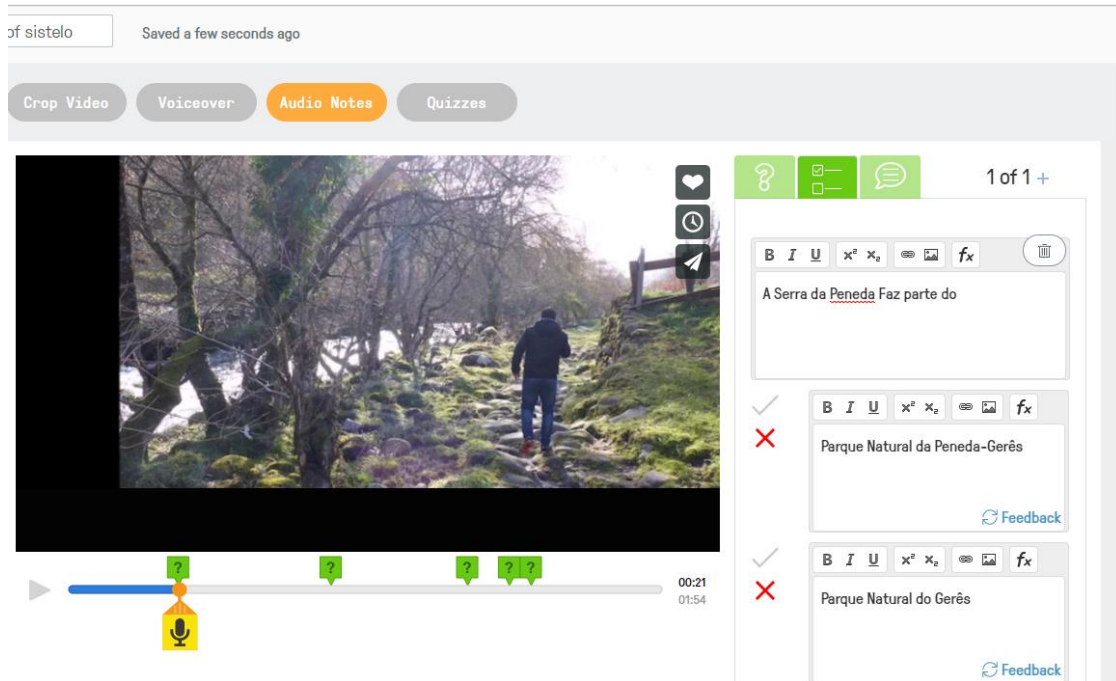 of sistelo
Saved a few seconds ago
Crop Video
Voiceover
Audio Notes
Quizzes
?
1 of 1 +
B I U x² x₂ fx
A Serra da Peneda Faz parte do
B I U x² x₂ fx
Parque Natural da Peneda-Gerês
Feedback
B I U x² x₂ fx
Parque Natural do Gerês
Feedback
? ? ? ? ?
00:21
01:54